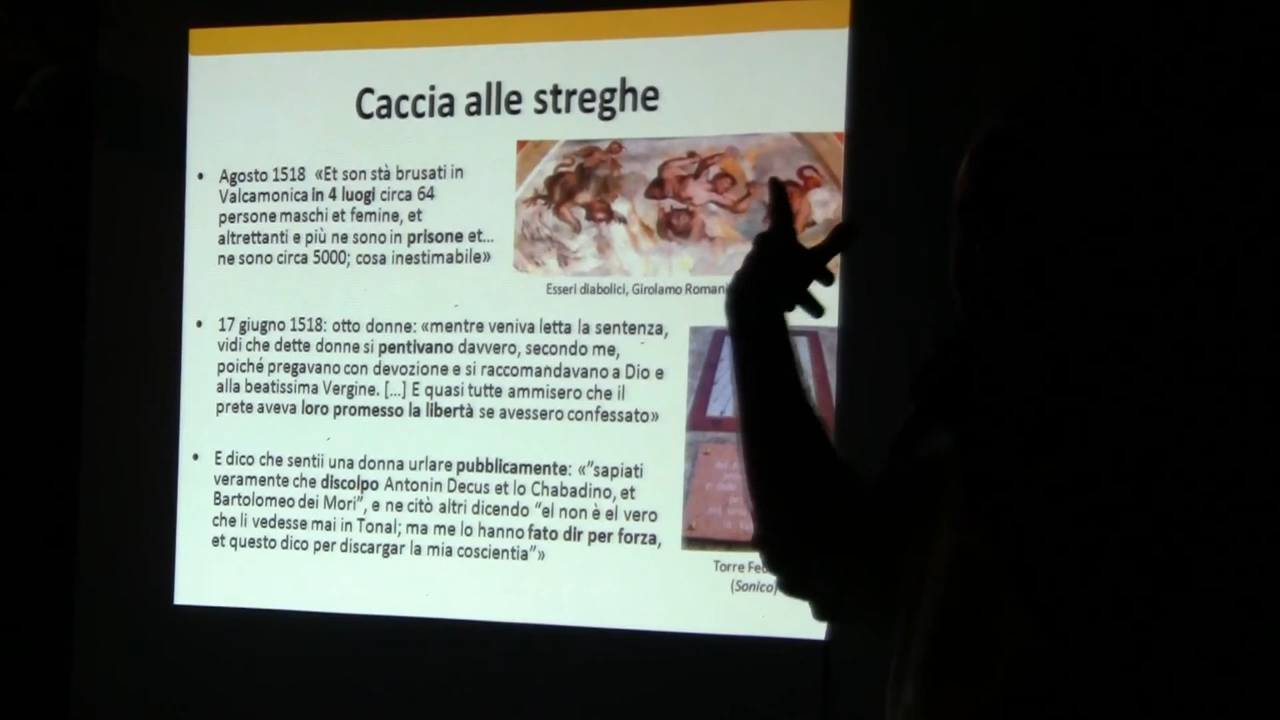 Caccia alle streghe
• Agosto 1518 «Et son stà brusati in
Valcamonica in 4 luogi circa 64
persone maschi et femine, et
altrettanti e più ne sono in prisone et...
ne sono circa 5000; cosa inestimabile»
Esseri diabolici, Girolamo Romani
• 17 giugno 1518: otto donne: «mentre veniva letta la sentenza,
vidi che dette donne si pentivano davvero, secondo me,
poiché pregavano con devozione e si raccomandavano a Dio e
alla beatissima Vergine. [...] E quasi tutte ammisero che il
prete aveva loro promesso la libertà se avessero confessato»
• E dico che sentii una donna urlare pubblicamente: «"sapiati
veramente che discolpo Antonin Decus et lo Chabadino, et
Bartolomeo dei Mori", e ne citò altri dicendo "el non è el vero
che li vedesse mai in Tonal; ma me lo hanno fato dir per forza,
et questo dico per discargar la mia coscientia"»
Torre
(Sonico)